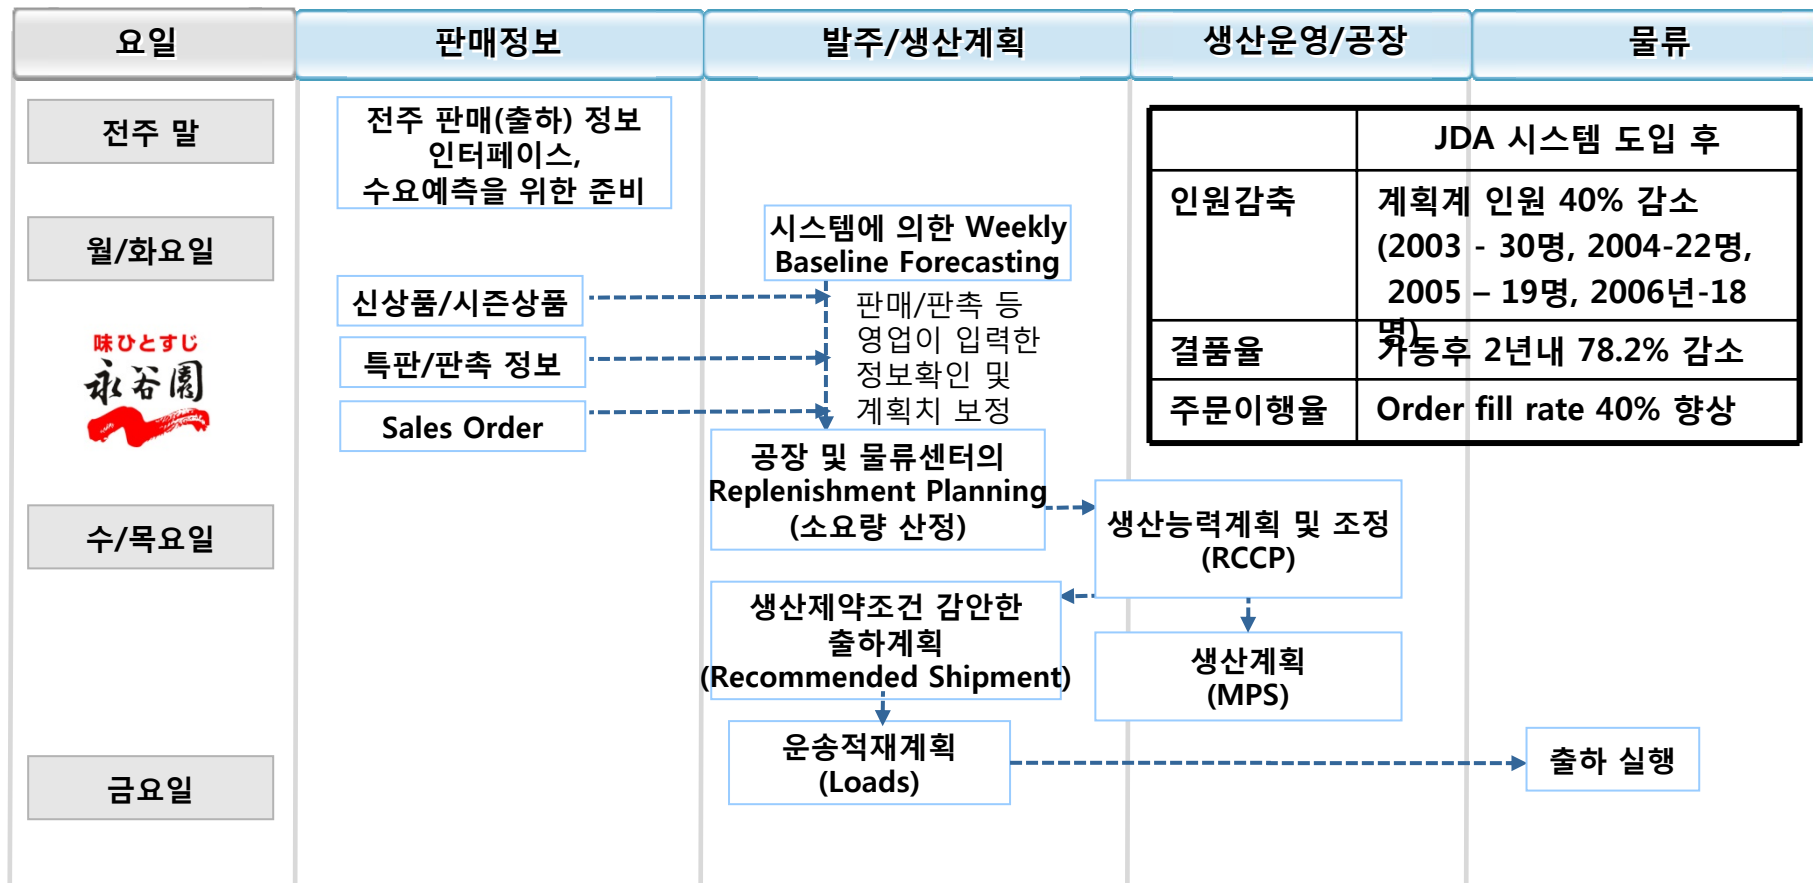 요일
판매정보
발주/생산계획
생산운영/공장
물류
전주 말
전주 판매(출하) 정보
인터페이스,
수요예측을 위한 준비
월/화요일
시스템에 의한 Weekly
Baseline Forecasting
신상품/시즌상품
특판/판촉 정보
Sales Order
판매/판촉 등
영업이 입력한
정보확인 및
계획치 보정
味ひとすじ
永谷園
공장 및 물류센터의
Replenishment Planning
(소요량 산정)
수/목요일
생산능력계획 및 조정
(RCCP)
생산제약조건 감안한
출하계획
(Recommended Shipment)
생산계획
(MPS)
금요일
운송적재계획
(Loads)
출하 실행
JDA 시스템 도입 후
인원감축
계획계 인원 40% 감소
(2003 - 30명, 2004-22명,
2005 – 19명, 2006년-18
명)
결품율
가동후 2년내 78.2% 감소
주문이행율
Order fill rate 40% 향상